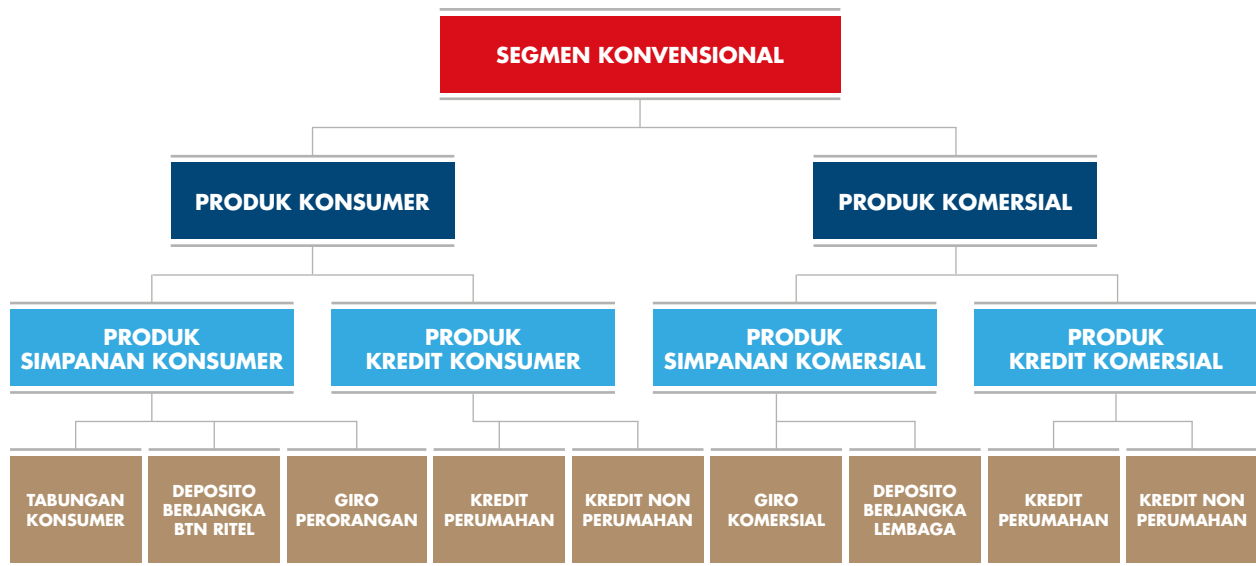 SEGMEN KONVENSIONAL
PRODUK KONSUMER
PRODUK KOMERSIAL
PRODUK
SIMPANAN KONSUMER
PRODUK
KREDIT KONSUMER
PRODUK
SIMPANAN KOMERSIAL
PRODUK
KREDIT KOMERSIAL
TABUNGAN
KONSUMER
DEPOSITO
BERJANGKA
BTN RITEL
GIRO
PERORANGAN
KREDIT
PERUMAHAN
KREDIT NON
PERUMAHAN
GIRO
KOMERSIAL
DEPOSITO
BERJANGKA
LEMBAGA
KREDIT
PERUMAHAN
KREDIT NON
PERUMAHAN